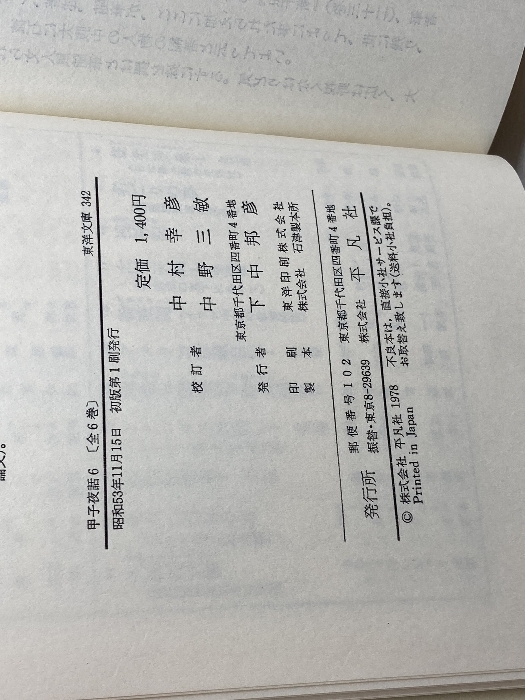 甲子夜話 6 〔全6巻〕 東洋文庫 342
昭和53年11月15日 初版第1刷発行
定価 1,400円
校訂者 中村幸彦
中野三敏
東京都千代田区四番町4番地
発行者 下中邦彦
印刷 東洋印刷株式会社
製本 株式会社 石津製本所
郵便番号102 東京都千代田区四番町4番地
発行所 振替・東京8-29639 株式会社 平凡社
不良本は、直接小社サービス課で
お取替え致します(送料小社負担)。
© 株式会社 平凡社 1978
Printed in Japan